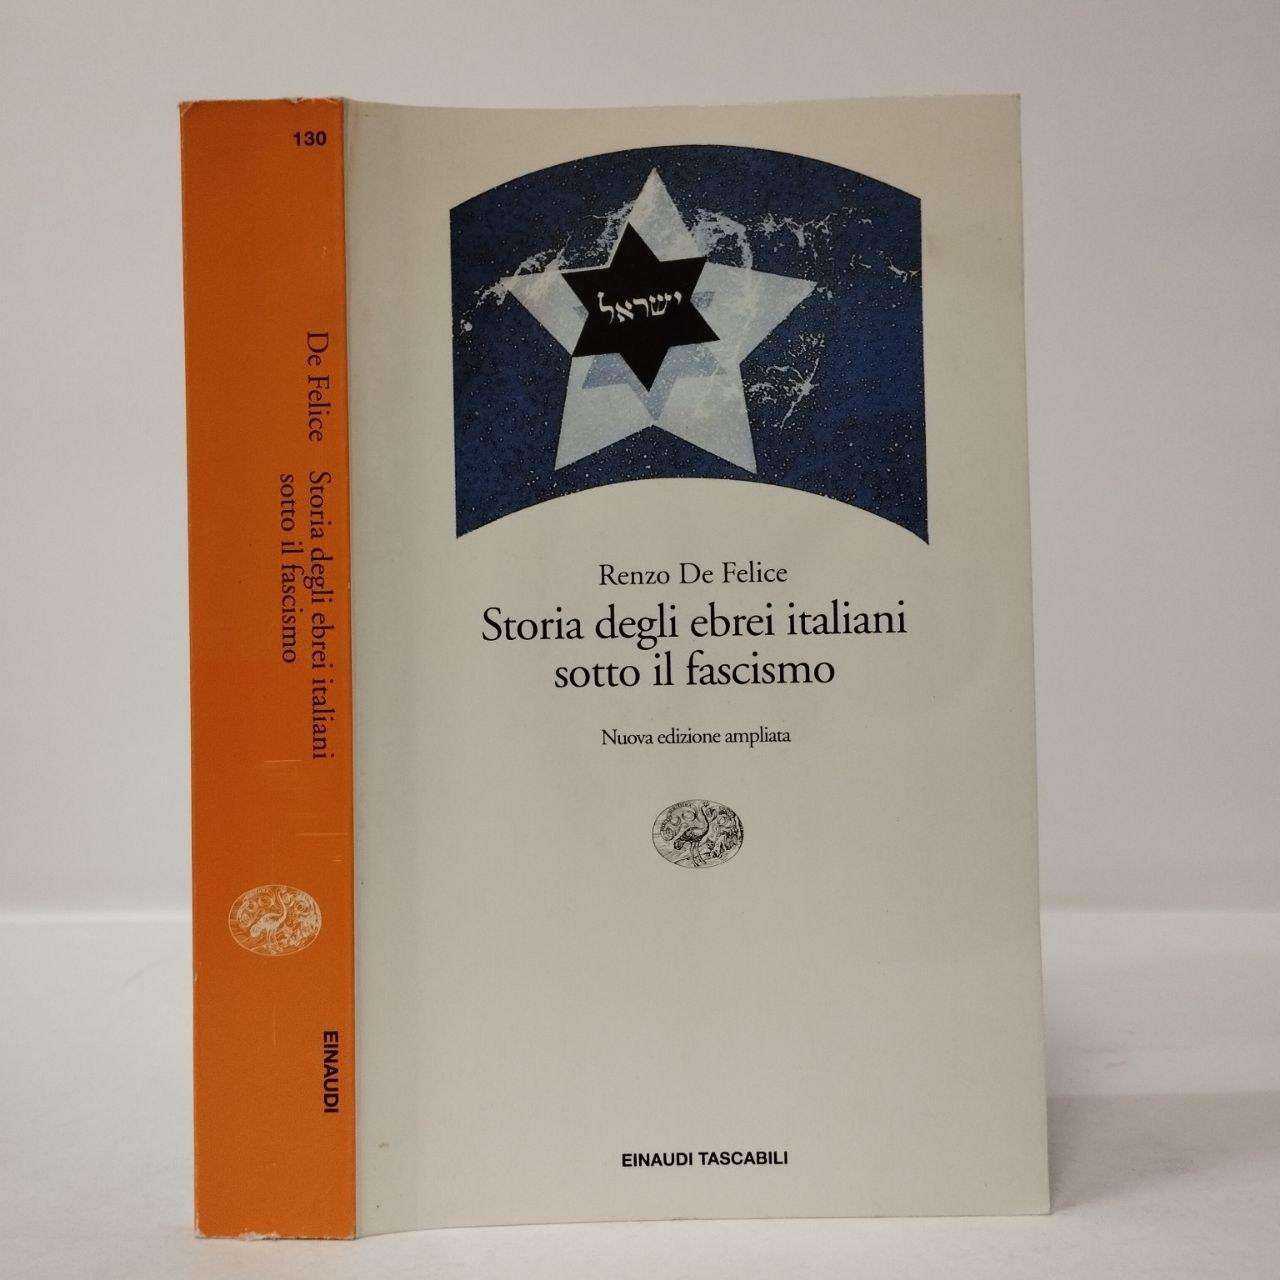 130
De Felice Storia degli ebrei italiani
sotto il fascismo
EINAUDI
ישראל
Renzo De Felice
Storia degli ebrei italiani
sotto il fascismo
Nuova edizione ampliata
EINAUDI TASCABILI